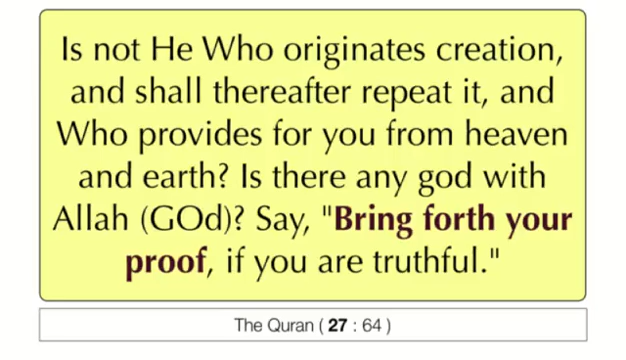 Is not He Who originates creation,
and shall thereafter repeat it, and
Who provides for you from heaven
and earth? Is there any god with
Allah (GOd)? Say, "Bring forth your
proof, if you are truthful."
The Quran ( 27 : 64 )